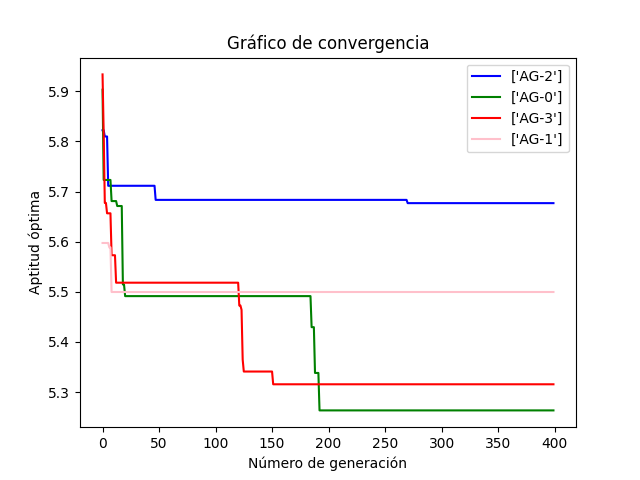 Gráfico de convergencia
['AG-2']
['AG-0']
['AG-3']
['AG-1']
Aptitud óptima
5.9
5.8
5.7
5.6
5.5
5.4
5.3
0 50 100 150 200 250 300 350 400
Número de generación